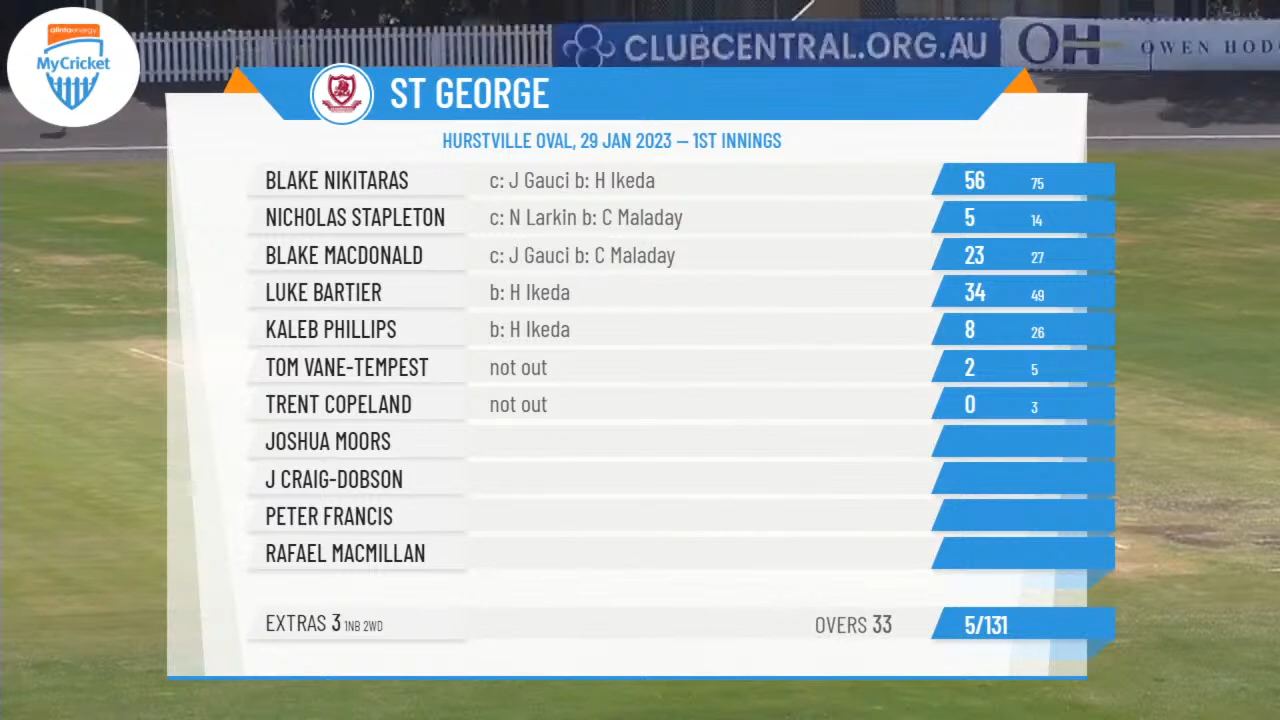 alintaenergy
MyCricket
CLUBCENTRAL.ORG.AU
OH OWEN HOD
ST GEORGE
HURSTVILLE OVAL, 29 JAN 2023 – 1ST INNINGS
BLAKE NIKITARAS c: J Gauci b: H Ikeda 56 75
NICHOLAS STAPLETON c: N Larkin b: C Maladay 5 14
BLAKE MACDONALD c: J Gauci b: C Maladay 23 27
LUKE BARTIER b: H Ikeda 34 49
KALEB PHILLIPS b: H Ikeda 8 26
TOM VANE-TEMPEST not out 2 5
TRENT COPELAND not out 0 3
JOSHUA MOORS
J CRAIG-DOBSON
PETER FRANCIS
RAFAEL MACMILLAN
EXTRAS 3 1NB 2WD OVERS 33 5/131